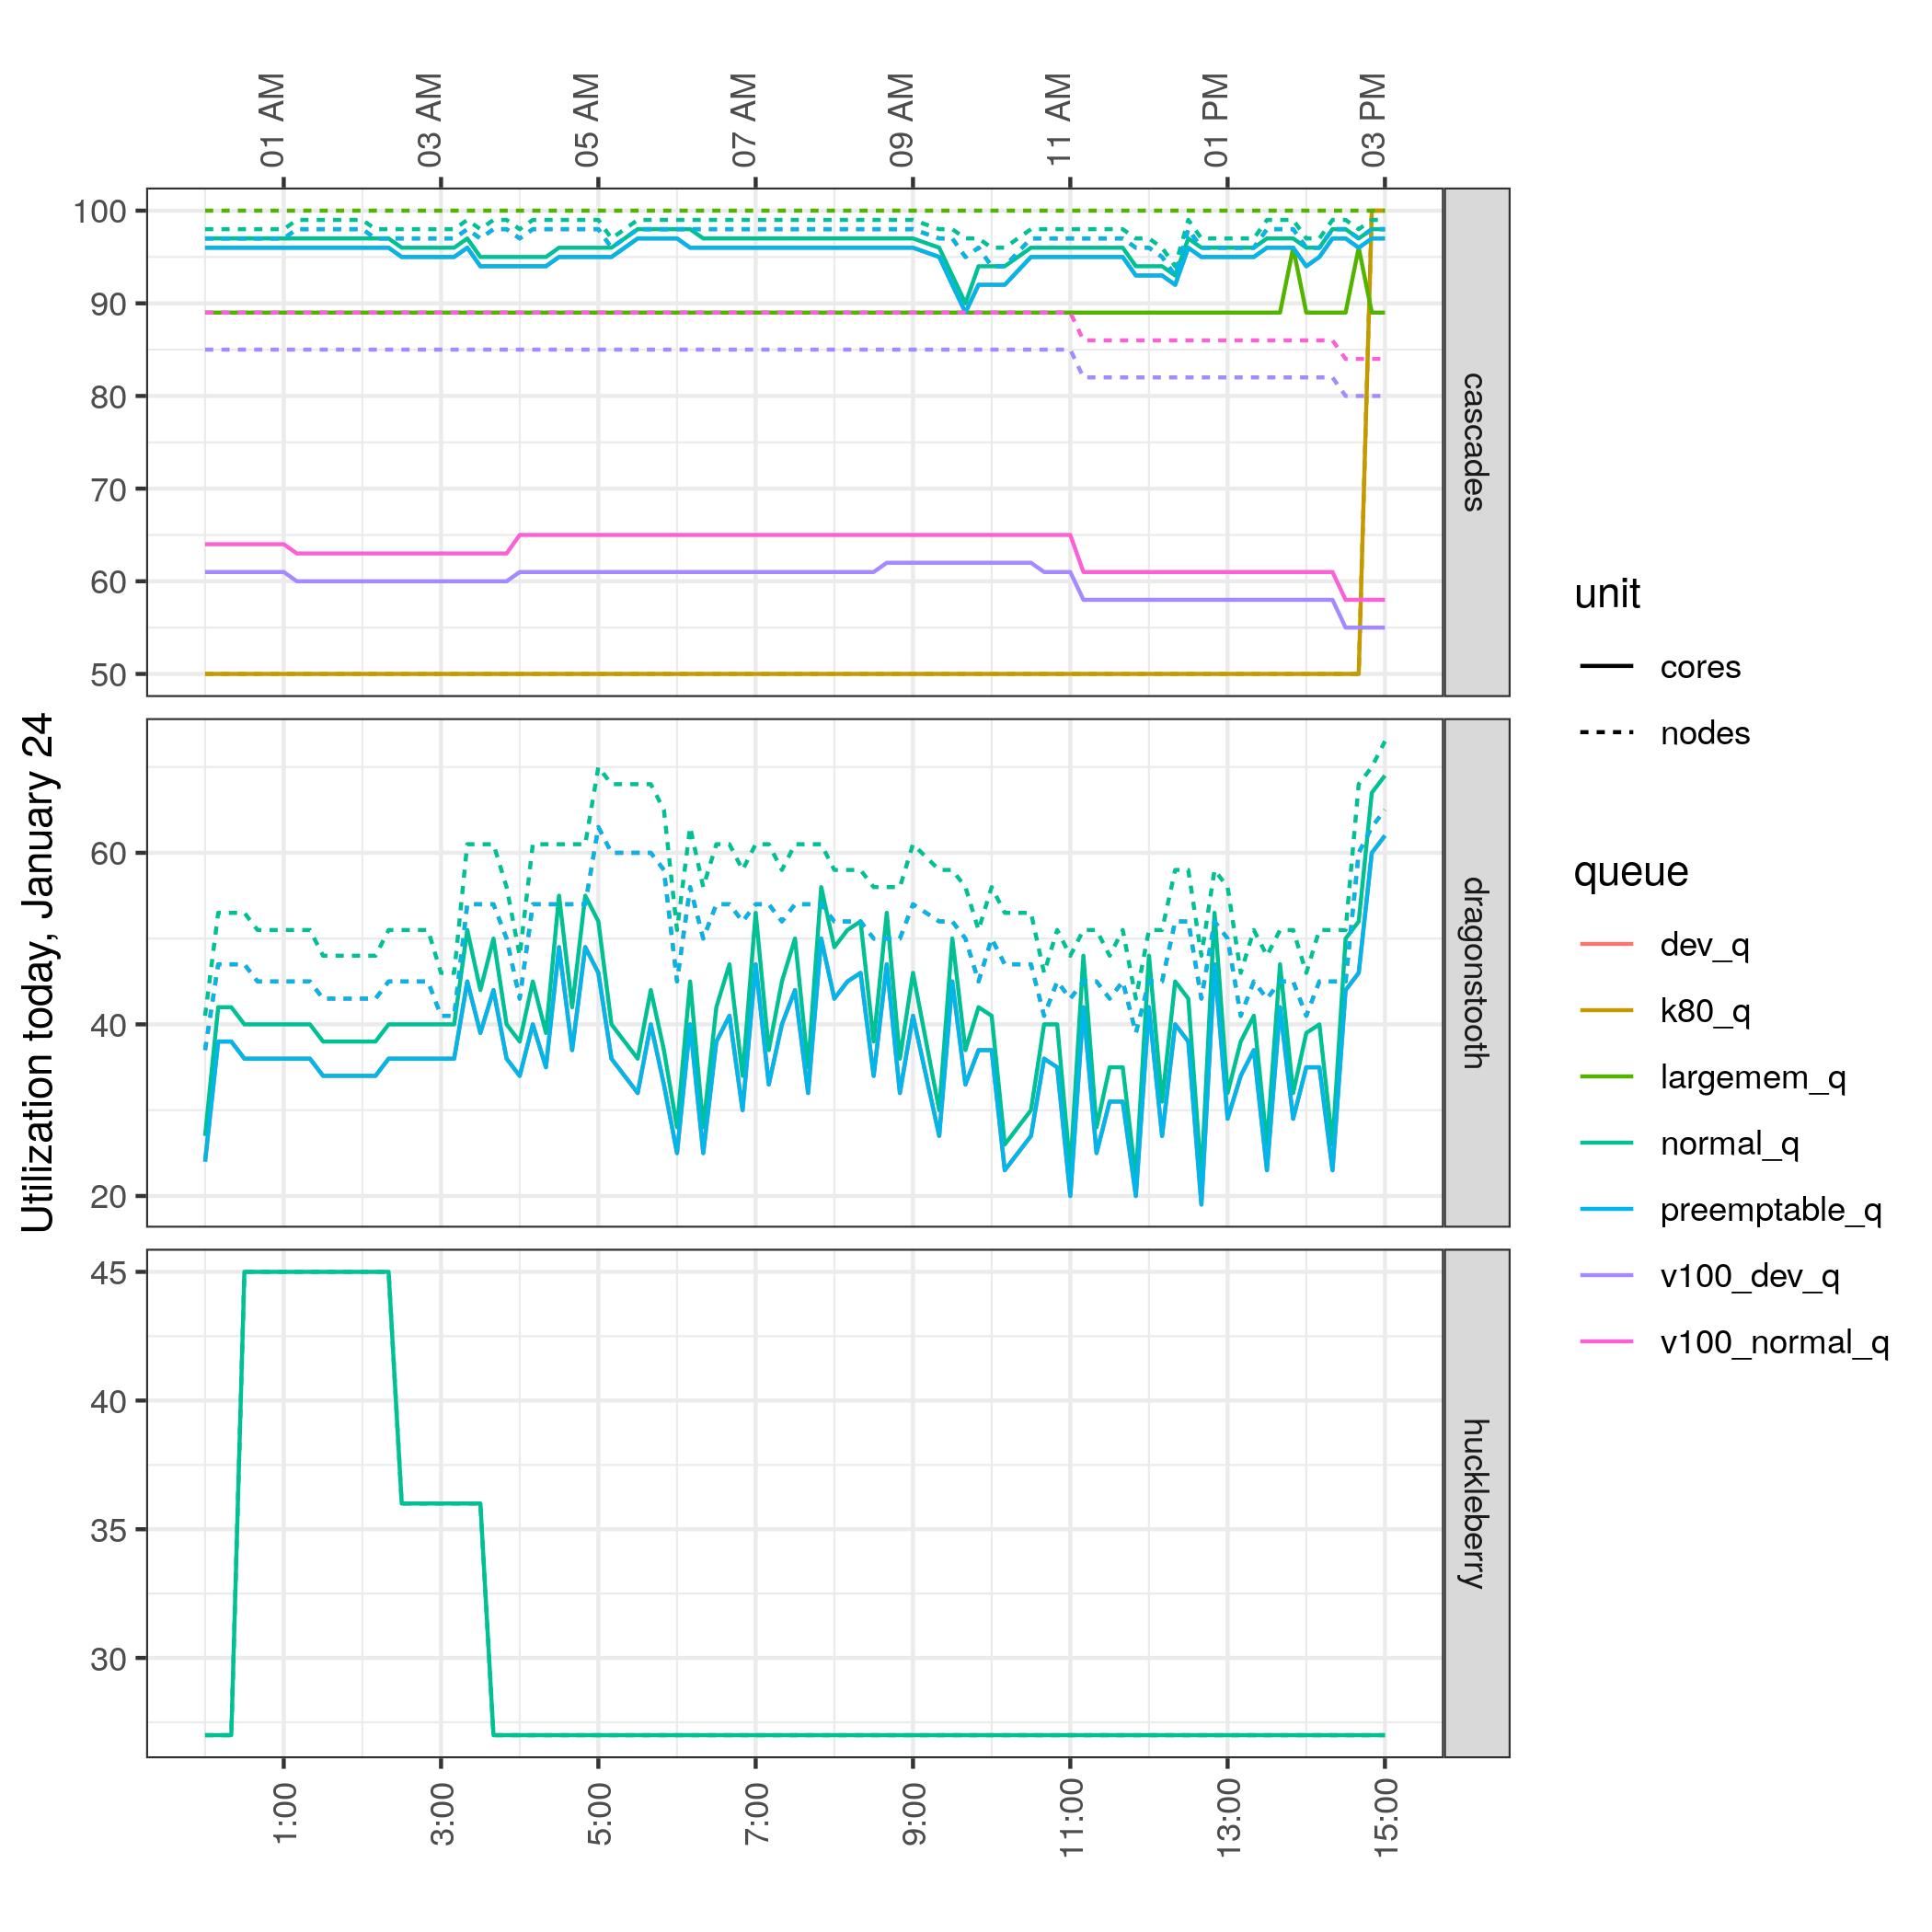 01 AM
03 AM
05 AM
07 AM
09 AM
11 AM
01 PM
03 PM
100
90
80
70
60
50
cascades
60
40
20
dragonstooth
45
40
35
30
huckleberry
1:00
3:00
5:00
7:00
9:00
11:00
13:00
15:00
Utilization today, January 24
unit
cores
nodes
queue
dev_q
k80_q
largemem_q
normal_q
preemptable_q
v100_dev_q
v100_normal_q